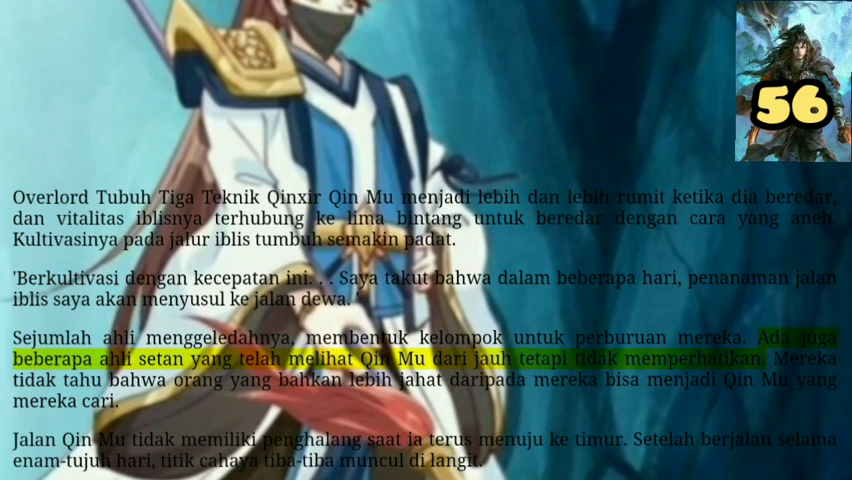 56
Overlord Tubuh Tiga Teknik Qinxir Qin Mu menjadi lebih dan lebih rumit ketika dia beredar,
dan vitalitas iblisnya terhubung ke lima bintang untuk beredar dengan cara yang aneh.
Kultivasinya pada jalur iblis tumbuh semakin padat.
'Berkultivasi dengan kecepatan ini. . . Saya takut bahwa dalam beberapa hari, penanaman jalan
iblis saya akan menyusul ke jalan dewa. '
Sejumlah ahli menggeledahnya, membentuk kelompok untuk perburuan mereka. Ada juga
beberapa ahli setan yang telah melihat Qin Mu dari jauh tetapi tidak memperhatikan. Mereka
tidak tahu bahwa orang yang bahkan lebih jahat daripada mereka bisa menjadi Qin Mu yang
mereka cari.
Jalan Qin Mu tidak memiliki penghalang saat ia terus menuju ke timur. Setelah berjalan selama
enam-tujuh hari, titik cahaya tiba-tiba muncul di langit.